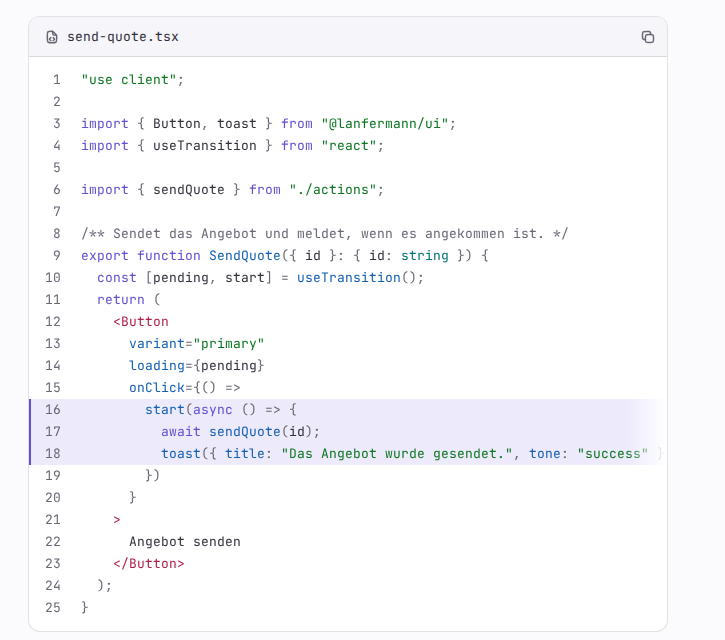 send-quote.tsx
1 "use client";
2
3 import { Button, toast } from "@lanfermann/ui";
4 import { useTransition } from "react";
5
6 import { sendQuote } from "./actions";
7
8 /** Sendet das Angebot und meldet, wenn es angekommen ist. */
9 export function SendQuote({ id }: { id: string }) {
10   const [pending, start] = useTransition();
11   return (
12     <Button
13       variant="primary"
14       loading={pending}
15       onClick={() =>
16         start(async () => {
17           await sendQuote(id);
18           toast({ title: "Das Angebot wurde gesendet.", tone: "success" }
19         })
20       }
21     >
22       Angebot senden
23     </Button>
24   );
25 }